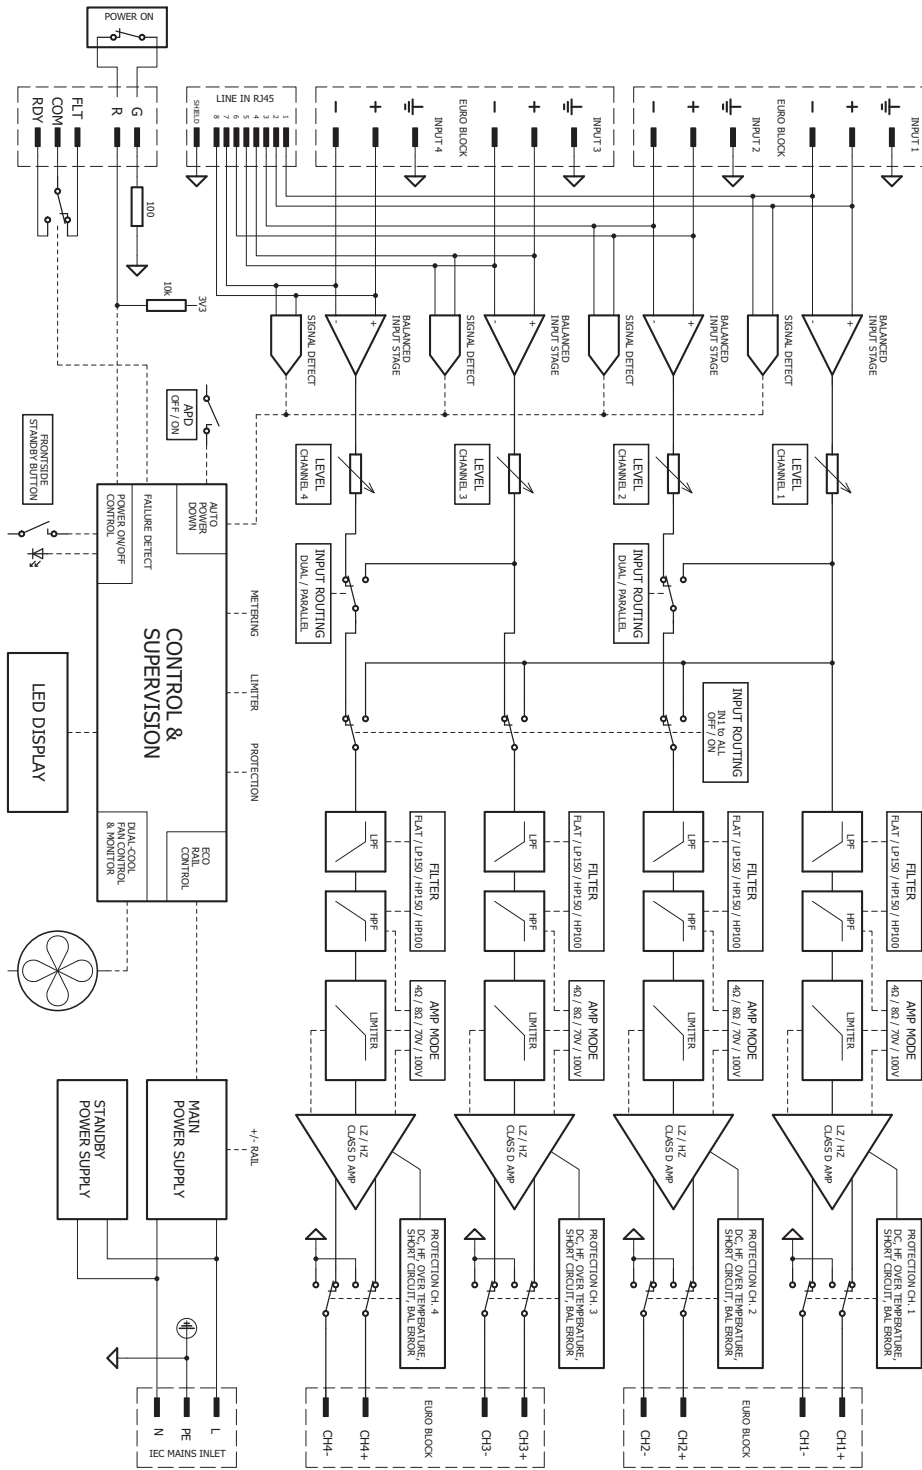 POWER ON
RDY
COM
FLT
R
G
100
10k
3V3
LINE IN RJ45
SHIELD
8
7
6
5
4
3
2
1
EURO BLOCK
INPUT 4
INPUT 3
-
+
-
+
EURO BLOCK
INPUT 2
INPUT 1
-
+
-
+
SIGNAL DETECT
BALANCED
INPUT STAGE
-
+
SIGNAL DETECT
BALANCED
INPUT STAGE
-
+
SIGNAL DETECT
BALANCED
INPUT STAGE
-
+
SIGNAL DETECT
BALANCED
INPUT STAGE
-
+
APD
OFF / ON
FRONTSIDE
STANDBY BUTTON
LEVEL
CHANNEL 4
LEVEL
CHANNEL 3
LEVEL
CHANNEL 2
LEVEL
CHANNEL 1
POWER ON/OFF
CONTROL
FAILURE DETECT
AUTO
POWER
DOWN
CONTROL &
SUPERVISION
METERING
LIMITER
PROTECTION
LED DISPLAY
DUAL-COOL
FAN CONTROL
& MONITOR
ECO
RAIL
CONTROL
INPUT ROUTING
DUAL / PARALLEL
INPUT ROUTING
DUAL / PARALLEL
INPUT ROUTING
IN1 to ALL
OFF / ON
FILTER
FLAT / LP150 / HP150 / HP100
LPF
HPF
FILTER
FLAT / LP150 / HP150 / HP100
LPF
HPF
FILTER
FLAT / LP150 / HP150 / HP100
LPF
HPF
FILTER
FLAT / LP150 / HP150 / HP100
LPF
HPF
AMP MODE
4Ω / 8Ω / 70V / 100V
LIMITER
AMP MODE
4Ω / 8Ω / 70V / 100V
LIMITER
AMP MODE
4Ω / 8Ω / 70V / 100V
LIMITER
AMP MODE
4Ω / 8Ω / 70V / 100V
LIMITER
STANDBY
POWER SUPPLY
MAIN
POWER SUPPLY
+/- RAIL
LZ / HZ
CLASS D AMP
LZ / HZ
CLASS D AMP
LZ / HZ
CLASS D AMP
LZ / HZ
CLASS D AMP
PROTECTION CH. 4
DC, HF, OVER TEMPERATURE,
SHORT CIRCUIT, BAL ERROR
PROTECTION CH. 3
DC, HF, OVER TEMPERATURE,
SHORT CIRCUIT, BAL ERROR
PROTECTION CH. 2
DC, HF, OVER TEMPERATURE,
SHORT CIRCUIT, BAL ERROR
PROTECTION CH. 1
DC, HF, OVER TEMPERATURE,
SHORT CIRCUIT, BAL ERROR
N
PE
L
IEC MAINS INLET
CH4-
CH4+
CH3-
CH3+
EURO BLOCK
CH2-
CH2+
CH1-
CH1+
EURO BLOCK